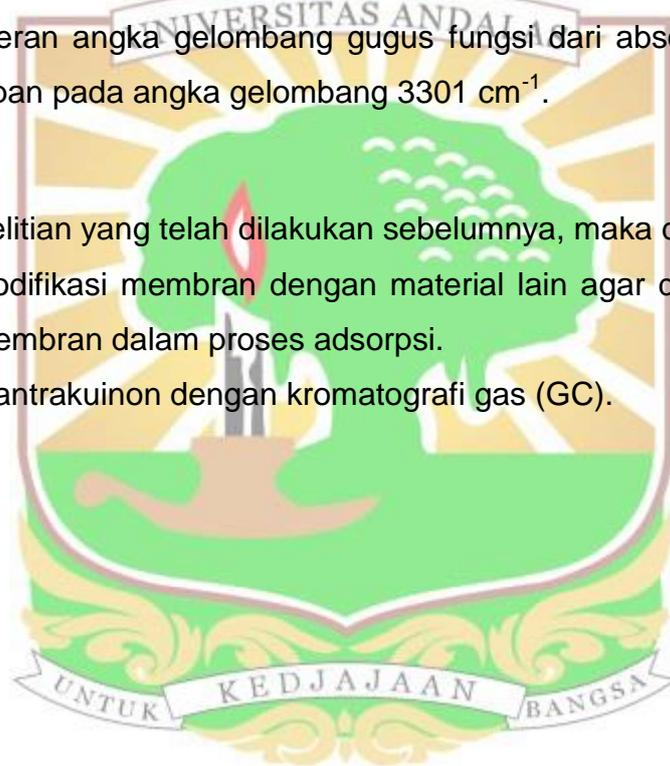 UNIVERSITAS ANDALAS
eran angka gelombang gugus fungsi dari abso
pan pada angka gelombang 3301 cm⁻¹.
elitian yang telah dilakukan sebelumnya, maka d
odifikasi membran dengan material lain agar d
embran dalam proses adsorpsi.
antrakuinon dengan kromatografi gas (GC).
UNTUK KEDJAJAAN BANGSA